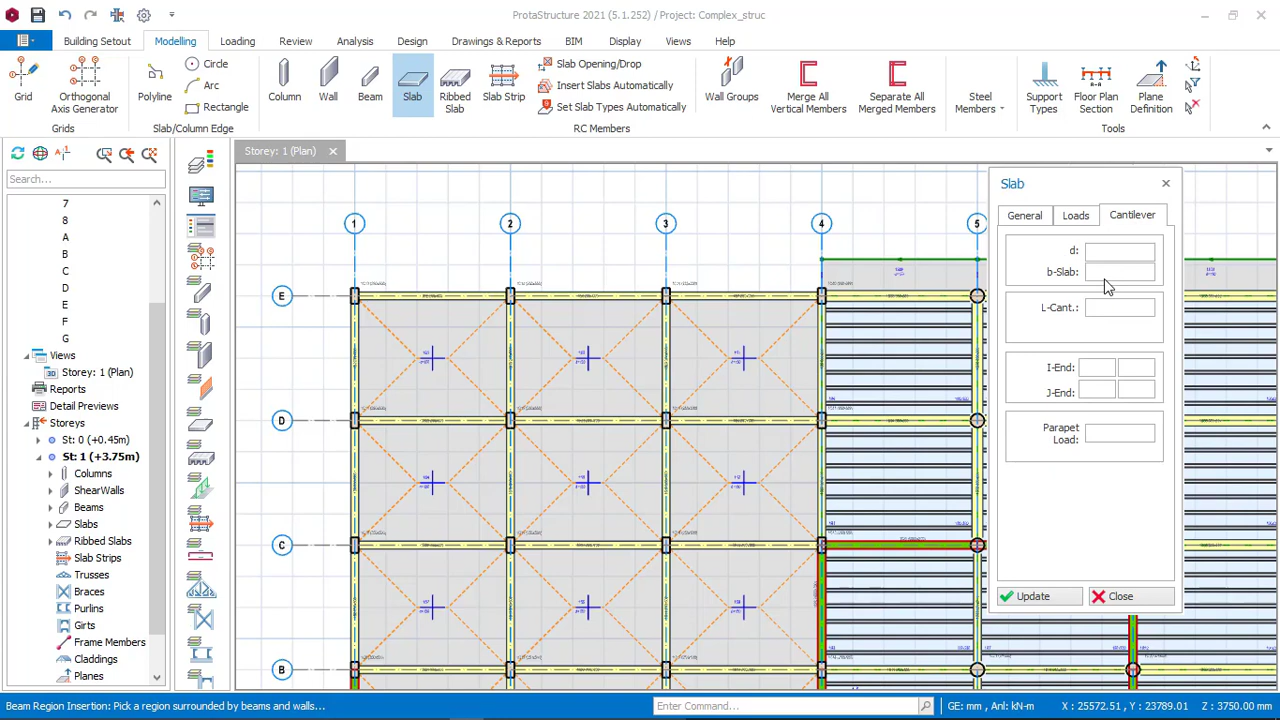 ProtaStructure 2021 (5.1.252) / Project: Complex_struc
Building Setout Modelling Loading Review Analysis Design Drawings & Reports BIM Display Views Help
Grid
Orthogonal
Axis Generator
Grids
Polyline
Circle
Arc
Rectangle
Slab/Column Edge
Column
Wall
Beam
Slab
Ribbed
Slab
Slab Strip
Slab Opening/Drop
Insert Slabs Automatically
Set Slab Types Automatically
RC Members
Wall Groups
Merge All
Vertical Members
Separate All
Merged Members
Steel
Members
Support
Types
Floor Plan
Section
Plane
Definition
Tools
Search...
7
8
A
B
C
D
E
F
G
Views
Storey: 1 (Plan)
Reports
Detail Previews
Storeys
St: 0 (+0.45m)
St: 1 (+3.75m)
Columns
ShearWalls
Beams
Slabs
Ribbed Slabs
Slab Strips
Trusses
Braces
Purlins
Girts
Frame Members
Claddings
Planes
Storey: 1 (Plan)
1 2 3 4 5
E
D
C
B
Slab
General Loads Cantilever
d:
b-Slab:
L-Cant.:
I-End:
J-End:
Parapet
Load:
Update Close
Beam Region Insertion: Pick a region surrounded by beams and walls...
Enter Command...
GE: mm, Anl: kN-m
X : 25572.51 , Y : 23789.01
Z : 3750.00 mm